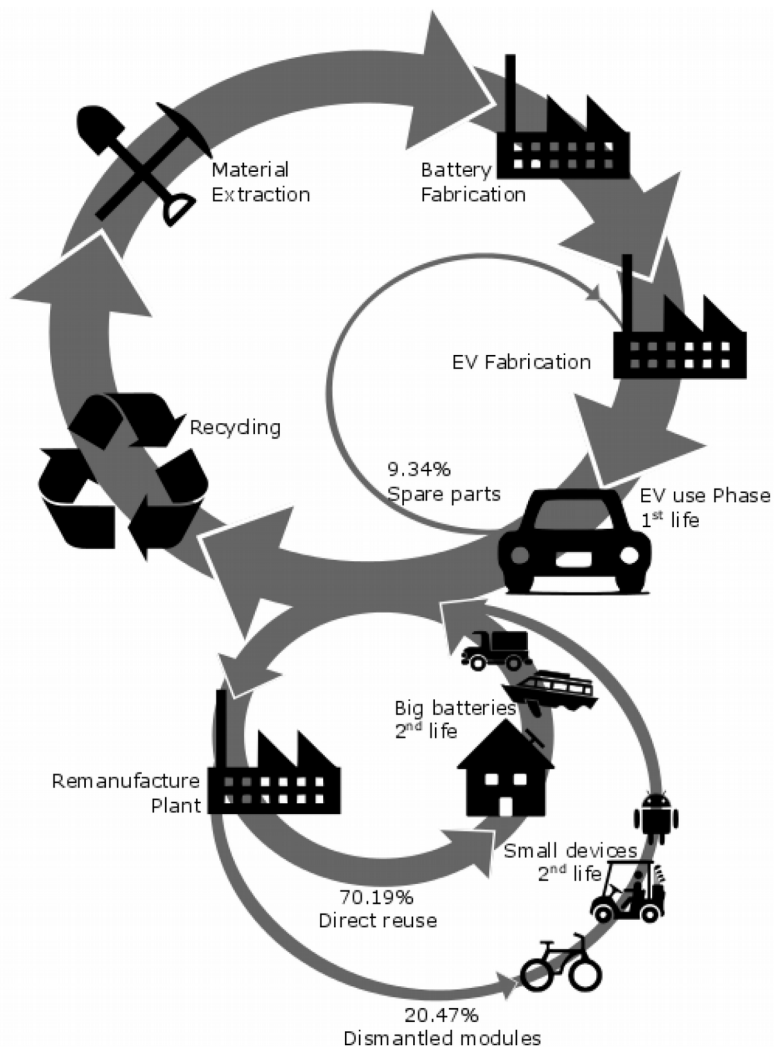 Material
Extraction
Battery
Fabrication
EV Fabrication
Recycling
9.34%
Spare parts
EV use Phase
1st life
Big batteries
2nd life
Remanufacture
Plant
Small devices
2nd life
70.19%
Direct reuse
20.47%
Dismantled modules